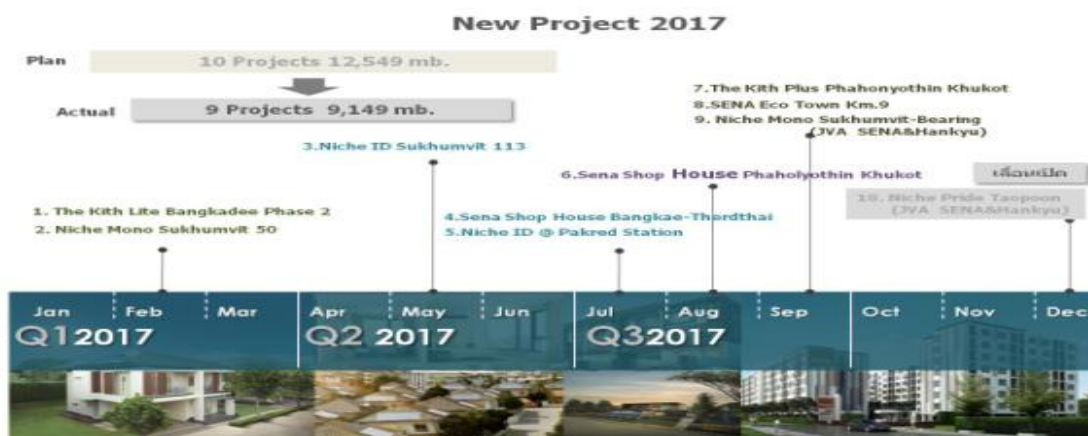 New Project 2017
Plan
10 Projects 12,549 mb.
Actual
9 Projects 9,149 mb.
7.The Kith Plus Phahonyothin Khukot
8.SENA Eco Town Km.9
9. Niche Mono Sukhumvit-Bearing
(JVA SENA&Hankyu)
3.Niche ID Sukhumvit 113
6.Sena Shop House Phaholyothin Khukot
เลื่อนเปิด
10. Niche Pride Taopoon
(JVA SENA&Hankyu)
1. The Kith Lite Bangkadee Phase 2
2. Niche Mono Sukhumvit 50
4.Sena Shop House Bangkae-Therdthai
5.Niche ID @ Pakred Station
Jan Feb Mar Apr May Jun Jul Aug Sep Oct Nov Dec
Q1 2017 Q2 2017 Q3 2017